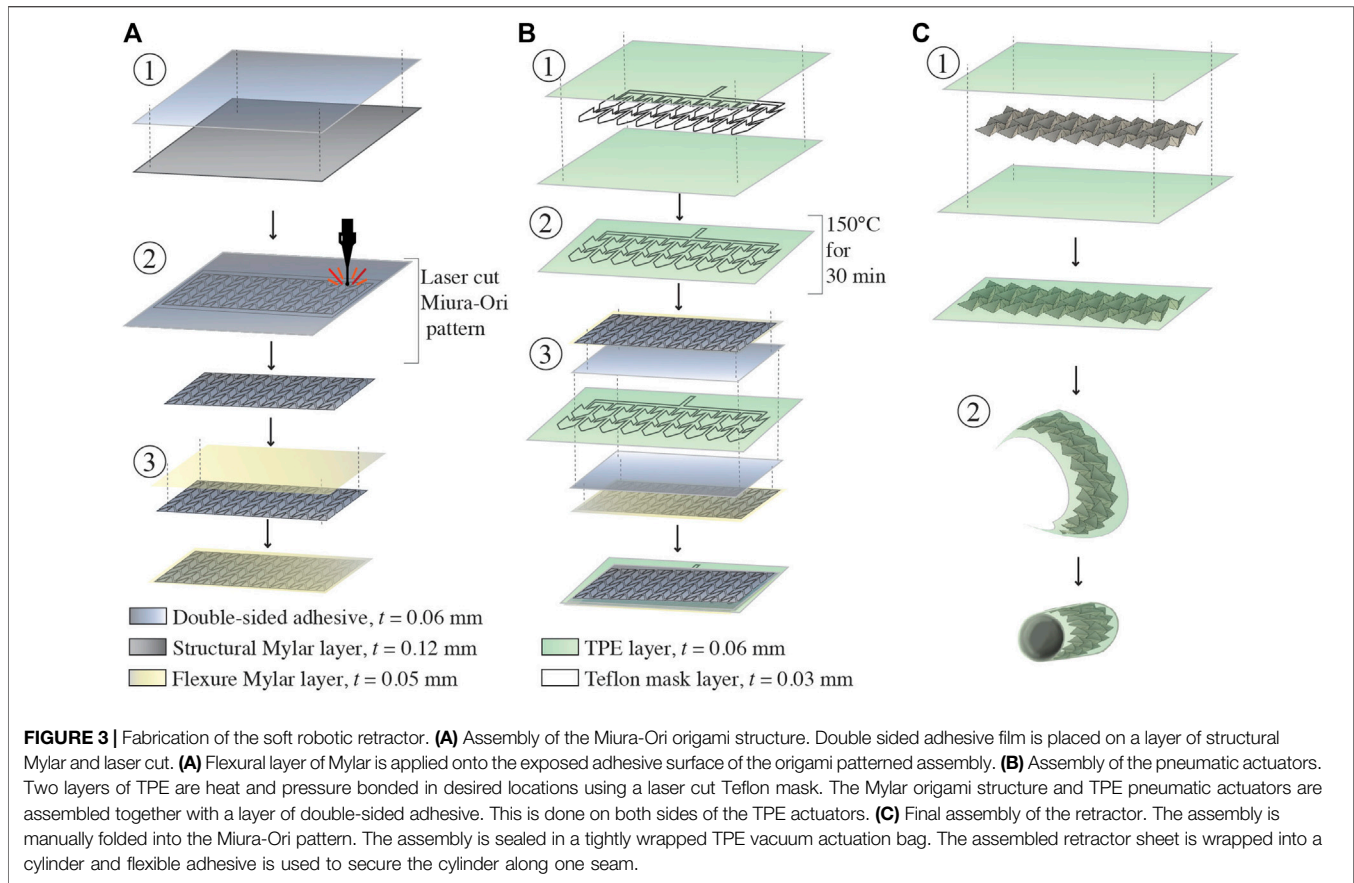 A
1
2
Laser cut
Miura-Ori
pattern
3
Double-sided adhesive, t = 0.06 mm
Structural Mylar layer, t = 0.12 mm
Flexure Mylar layer, t = 0.05 mm
B
1
2
150°C
for
30 min
3
TPE layer, t = 0.06 mm
Teflon mask layer, t = 0.03 mm
C
1
2
FIGURE 3 | Fabrication of the soft robotic retractor. (A) Assembly of the Miura-Ori origami structure. Double sided adhesive film is placed on a layer of structural
Mylar and laser cut. (A) Flexural layer of Mylar is applied onto the exposed adhesive surface of the origami patterned assembly. (B) Assembly of the pneumatic actuators.
Two layers of TPE are heat and pressure bonded in desired locations using a laser cut Teflon mask. The Mylar origami structure and TPE pneumatic actuators are
assembled together with a layer of double-sided adhesive. This is done on both sides of the TPE actuators. (C) Final assembly of the retractor. The assembly is
manually folded into the Miura-Ori pattern. The assembly is sealed in a tightly wrapped TPE vacuum actuation bag. The assembled retractor sheet is wrapped into a
cylinder and flexible adhesive is used to secure the cylinder along one seam.